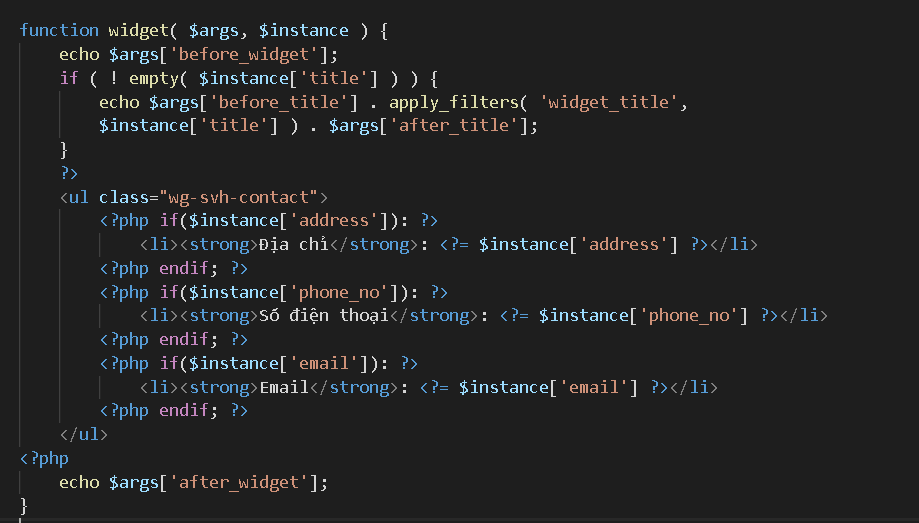 function widget( $args, $instance ) {
    echo $args['before_widget'];
    if ( ! empty( $instance['title'] ) ) {
        echo $args['before_title'] . apply_filters( 'widget_title',
        $instance['title'] ) . $args['after_title'];
    }
    ?>
    <ul class="wg-svh-contact">
        <?php if($instance['address']): ?>
            <li><strong>Địa chỉ</strong>: <?= $instance['address'] ?></li>
        <?php endif; ?>
        <?php if($instance['phone_no']): ?>
            <li><strong>Số điện thoại</strong>: <?= $instance['phone_no'] ?></li>
        <?php endif; ?>
        <?php if($instance['email']): ?>
            <li><strong>Email</strong>: <?= $instance['email'] ?></li>
        <?php endif; ?>
    </ul>
<?php
    echo $args['after_widget'];
}